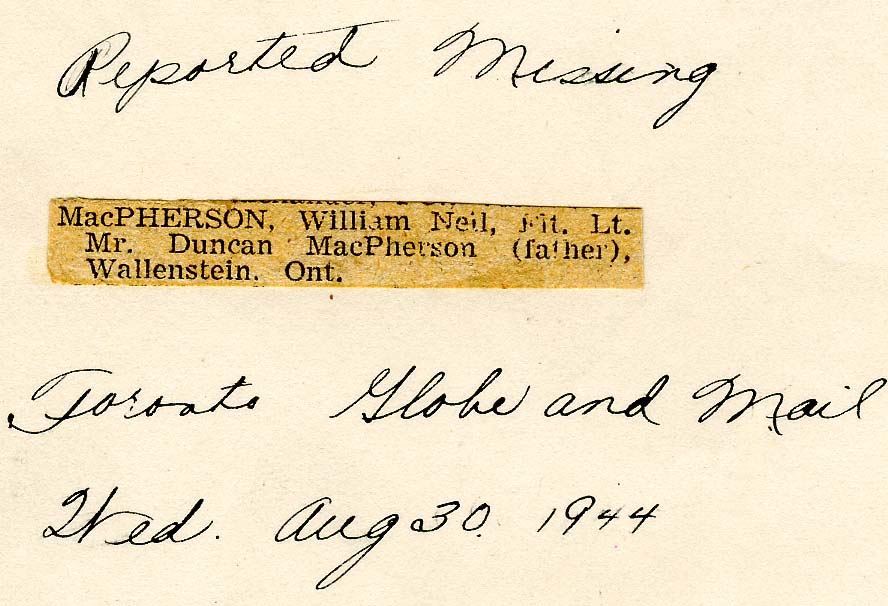 Reported Missing
MacPHERSON, William Neil, Flt. Lt.
Mr. Duncan MacPherson (father),
Wallenstein. Ont.
Toronto Globe and Mail
Wed. Aug 30. 1944